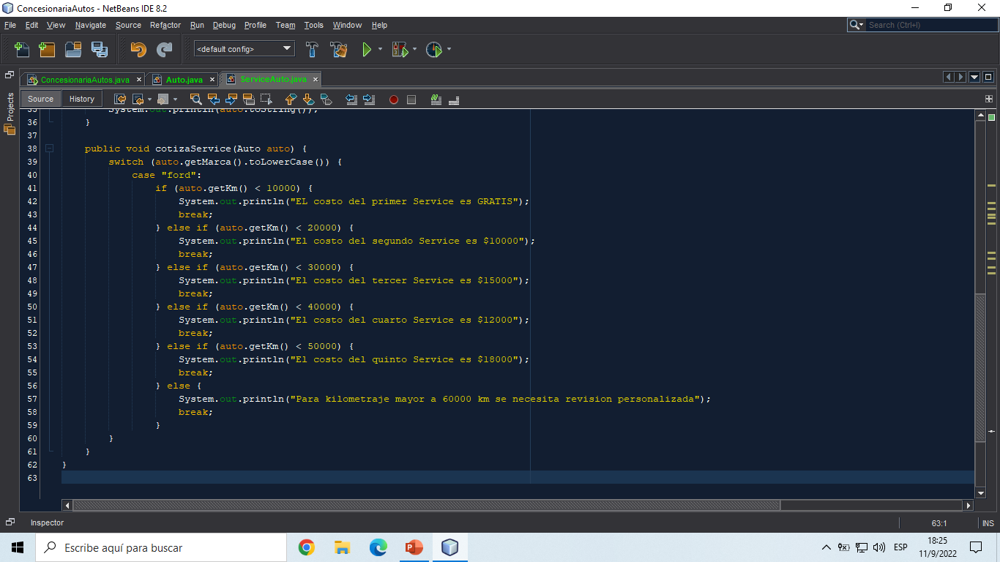 ConcesionariaAutos - NetBeans IDE 8.2
File Edit View Navigate Source Refactor Run Debug Profile Team Tools Window Help
Search (Ctrl+I)
<default config>
ConcesionariaAutos.java Auto.java ServiceAuto.java
Projects
Source History
35 System.out.println(auto.toString());
36 }
37
38 public void cotizaService(Auto auto) {
39 switch (auto.getMarca().toLowerCase()) {
40 case "ford":
41 if (auto.getKm() < 10000) {
42 System.out.println("EL costo del primer Service es GRATIS");
43 break;
44 } else if (auto.getKm() < 20000) {
45 System.out.println("El costo del segundo Service es $10000");
46 break;
47 } else if (auto.getKm() < 30000) {
48 System.out.println("El costo del tercer Service es $15000");
49 break;
50 } else if (auto.getKm() < 40000) {
51 System.out.println("El costo del cuarto Service es $12000");
52 break;
53 } else if (auto.getKm() < 50000) {
54 System.out.println("El costo del quinto Service es $18000");
55 break;
56 } else {
57 System.out.println("Para kilometraje mayor a 60000 km se necesita revision personalizada");
58 break;
59 }
60 }
61 }
62 }
63
Inspector
63:1 INS
Escribe aquí para buscar
ESP
18:25
11/9/2022